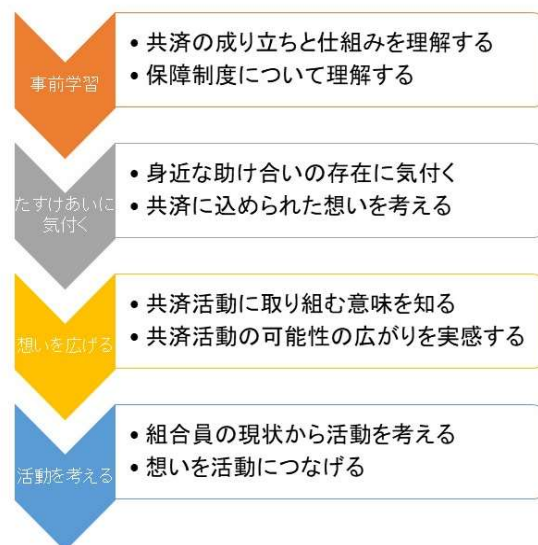 事前学習
• 共済の成り立ちと仕組みを理解する
• 保障制度について理解する
たすけあいに
気付く
• 身近な助け合いの存在に気付く
• 共済に込められた想いを考える
想いを広げる
• 共済活動に取り組む意味を知る
• 共済活動の可能性の広がりを実感する
活動を考える
• 組合員の現状から活動を考える
• 想いを活動につなげる